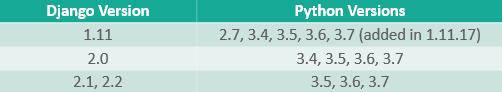 Django Version Python Versions
1.11 2.7, 3.4, 3.5, 3.6, 3.7 (added in 1.11.17)
2.0 3.4, 3.5, 3.6, 3.7
2.1, 2.2 3.5, 3.6, 3.7